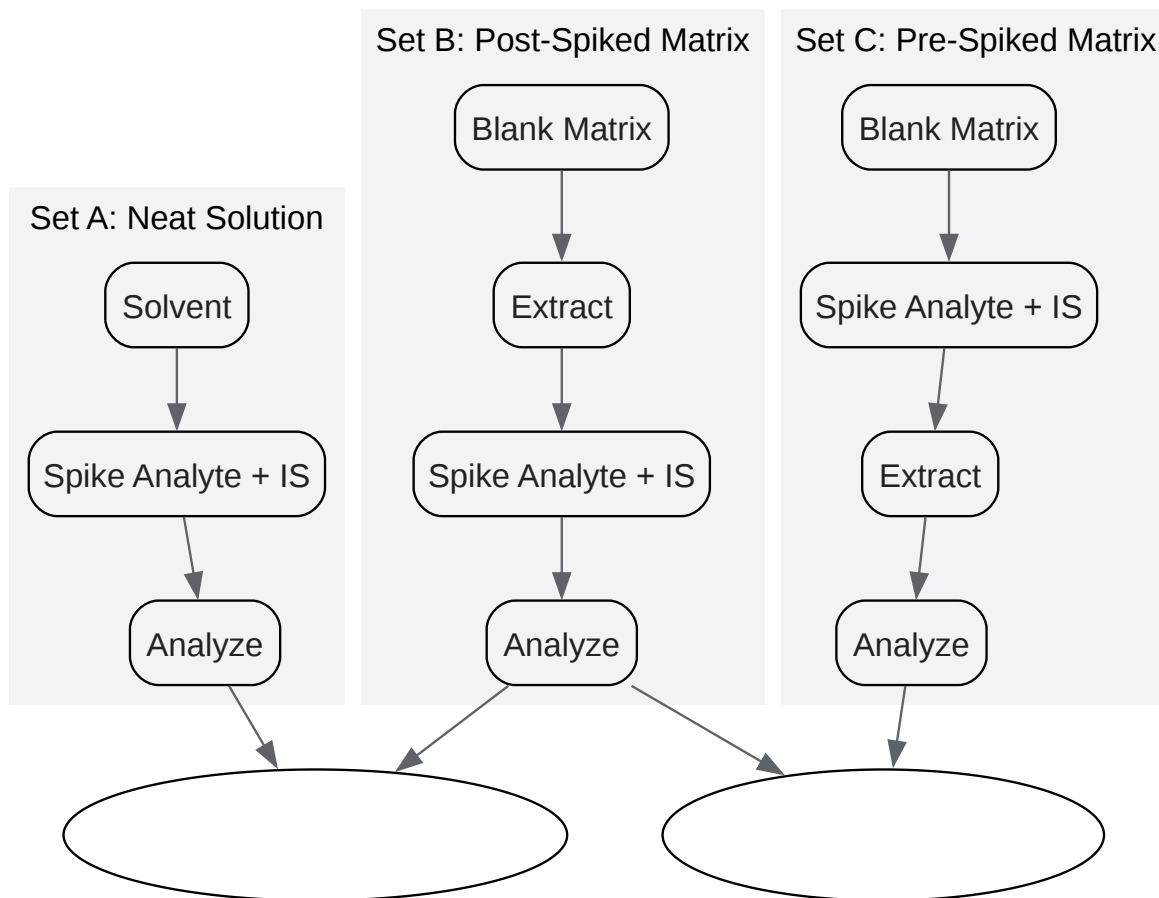 Set A: Neat Solution
Solvent
Spike Analyte + IS
Analyze
Set B: Post-Spiked Matrix
Blank Matrix
Extract
Spike Analyte + IS
Analyze
Set C: Pre-Spiked Matrix
Blank Matrix
Spike Analyte + IS
Extract
Analyze